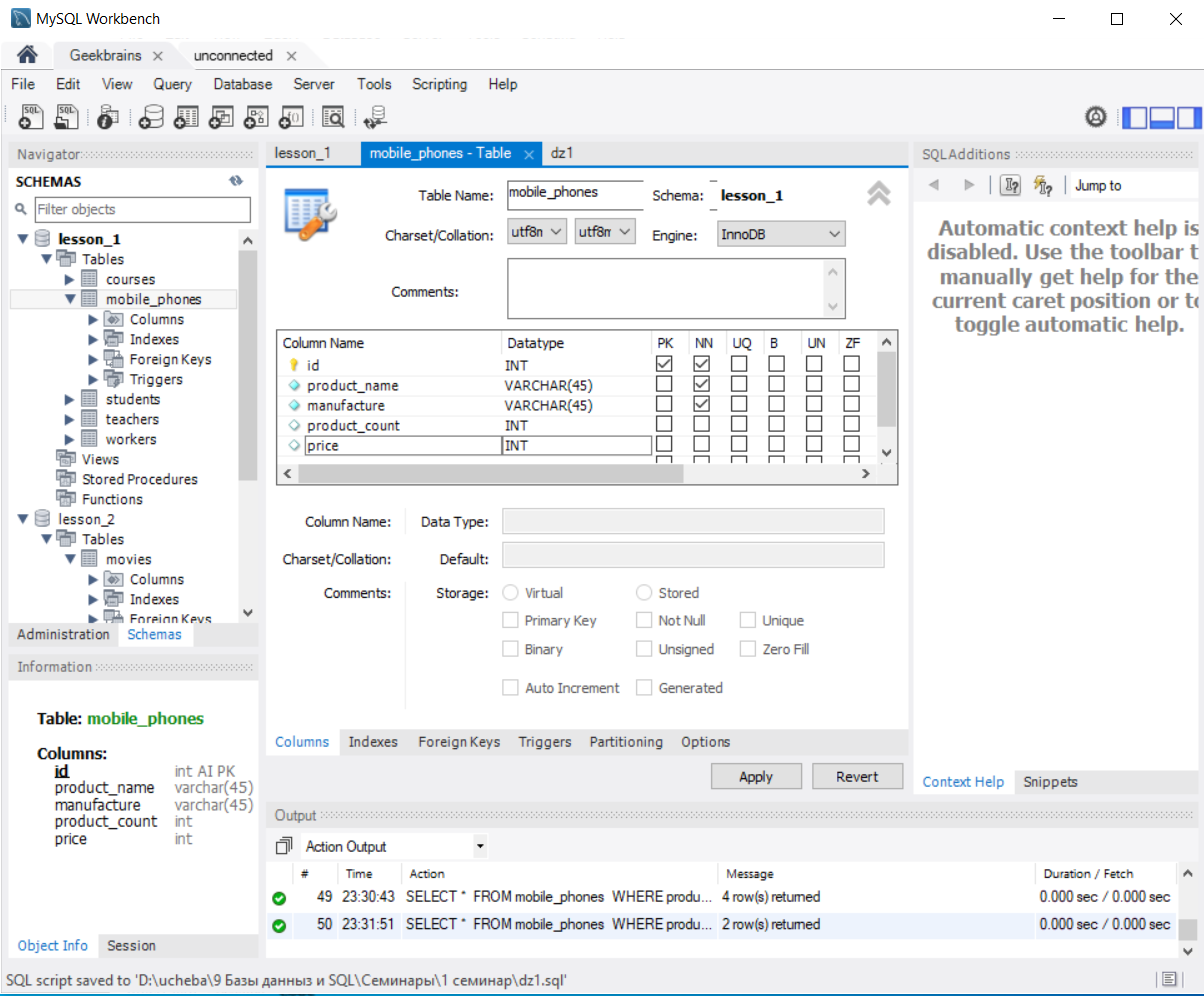 MySQL Workbench
Geekbrains
unconnected
File Edit View Query Database Server Tools Scripting Help
Navigator
SCHEMAS
Filter objects
lesson_1
Tables
courses
mobile_phones
Columns
Indexes
Foreign Keys
Triggers
students
teachers
workers
Views
Stored Procedures
Functions
lesson_2
Tables
movies
Columns
Indexes
Foreign Keys
Administration Schemas
Information
Table: mobile_phones
Columns:
id int AI PK
product_name varchar(45)
manufacture varchar(45)
product_count int
price int
Object Info Session
lesson_1 mobile_phones - Table dz1
Table Name: mobile_phones Schema: lesson_1
Charset/Collation: utf8m utf8m Engine: InnoDB
Comments:
Column Name Datatype PK NN UQ B UN ZF
id INT
product_name VARCHAR(45)
manufacture VARCHAR(45)
product_count INT
price INT
Column Name: Data Type:
Charset/Collation: Default:
Comments: Storage: Virtual Stored
Primary Key Not Null Unique
Binary Unsigned Zero Fill
Auto Increment Generated
Columns Indexes Foreign Keys Triggers Partitioning Options
Apply Revert
SQLAdditions
Jump to
Automatic context help is
disabled. Use the toolbar t
manually get help for the
current caret position or to
toggle automatic help.
Context Help Snippets
Output
Action Output
# Time Action Message Duration / Fetch
49 23:30:43 SELECT * FROM mobile_phones WHERE produ... 4 row(s) returned 0.000 sec / 0.000 sec
50 23:31:51 SELECT * FROM mobile_phones WHERE produ... 2 row(s) returned 0.000 sec / 0.000 sec
SQL script saved to 'D:\ucheba\9 Базы данныз и SQL\Семинары\1 семинар\dz1.sql'